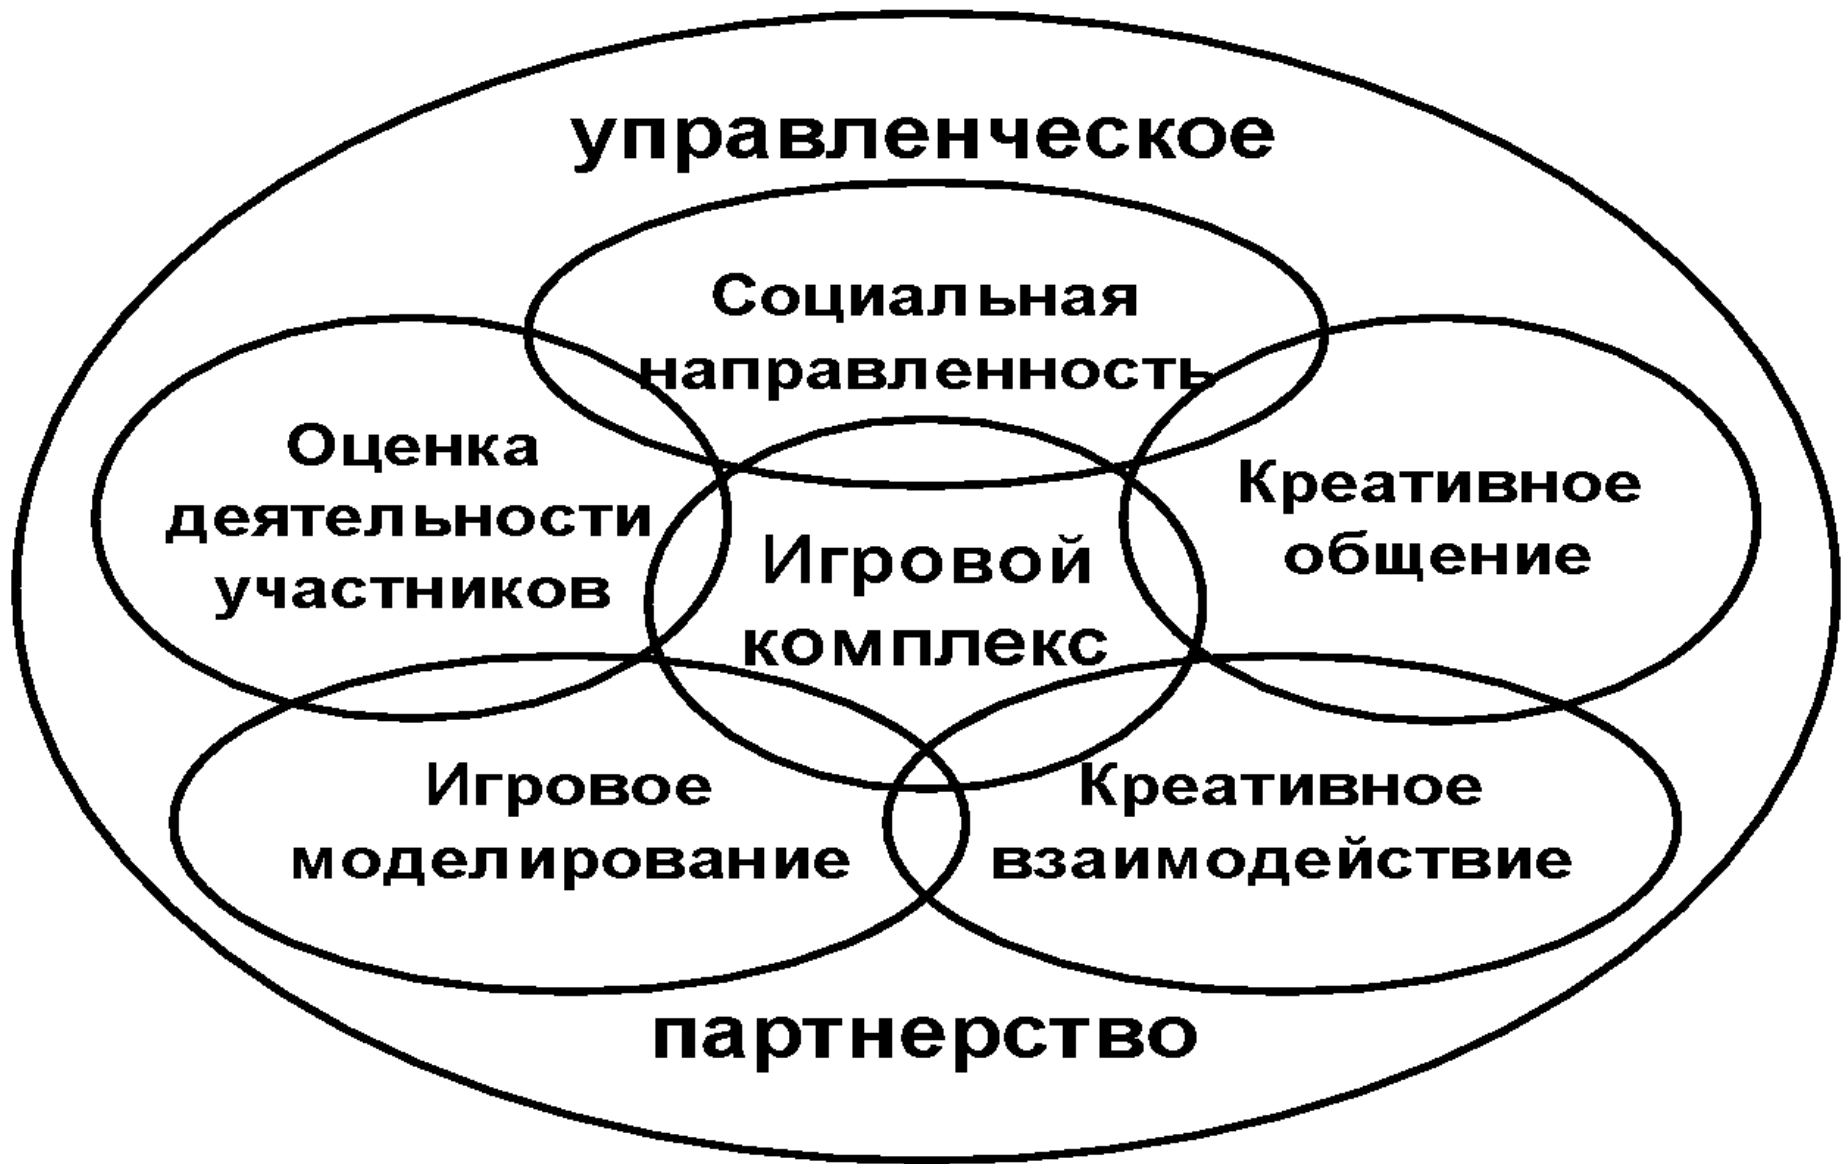 управленческое
Социальная
направленность
Оценка
деятельности
участников
Креативное
общение
Игровой
комплекс
Игровое
моделирование
Креативное
взаимодействие
партнерство